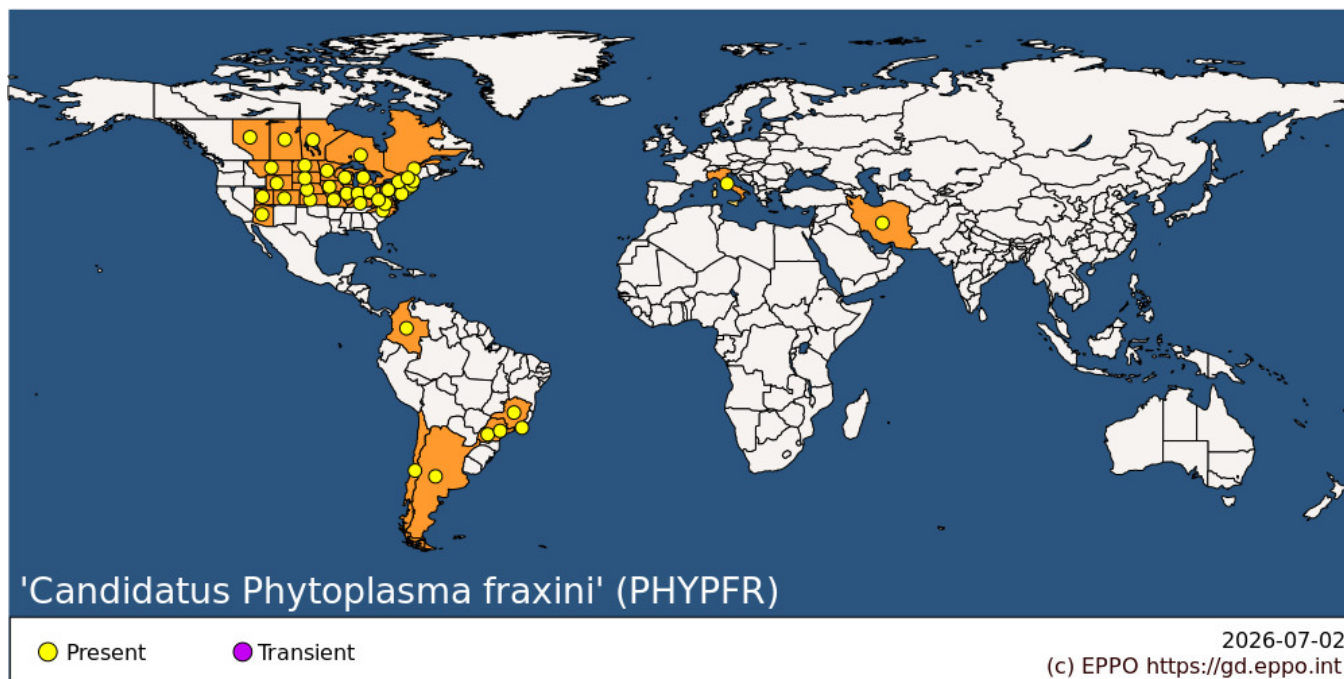 'Candidatus Phytoplasma fraxini' (PHYPFR)
Present
Transient
2026-07-02
(c) EPPO https://gd.eppo.int